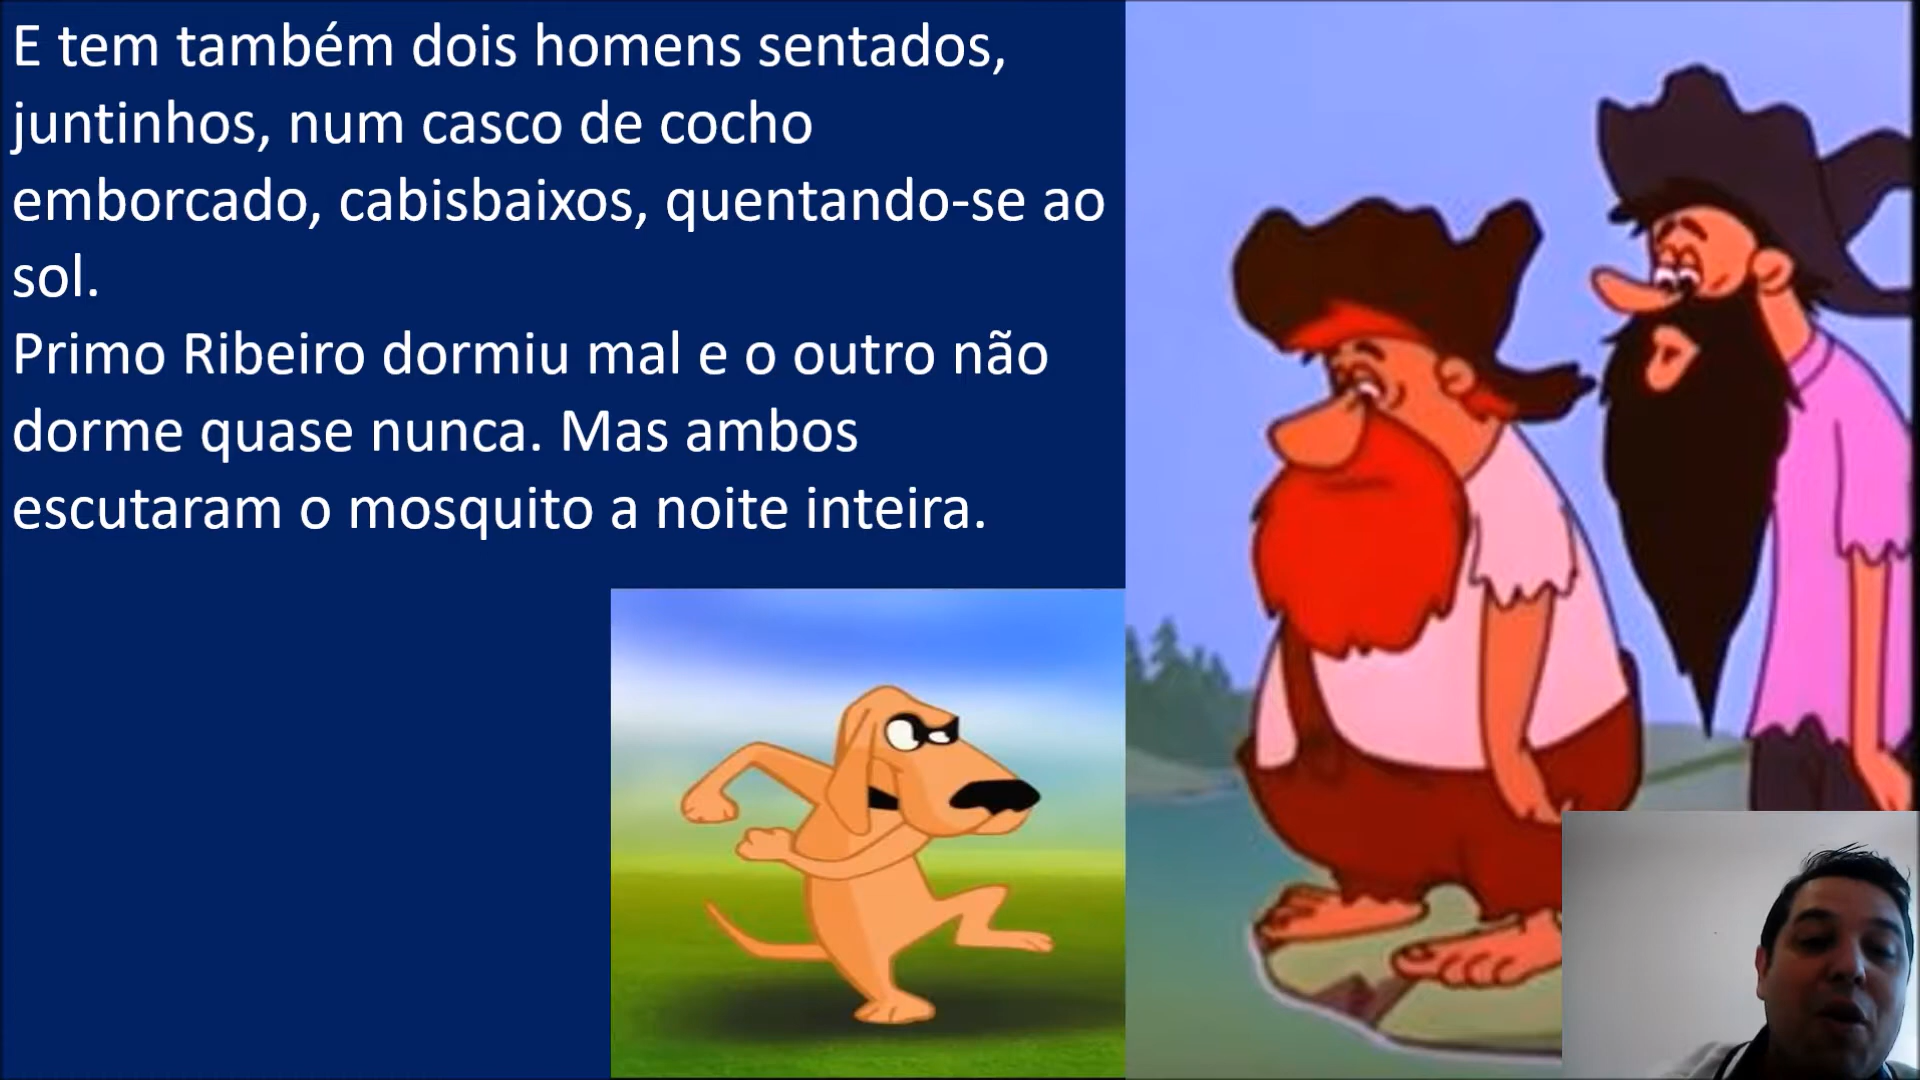 E tem também dois homens sentados,
juntinhos, num casco de cocho
emborcado, cabisbaixos, quentando-se ao
sol.
Primo Ribeiro dormiu mal e o outro não
dorme quase nunca. Mas ambos
escutaram o mosquito a noite inteira.